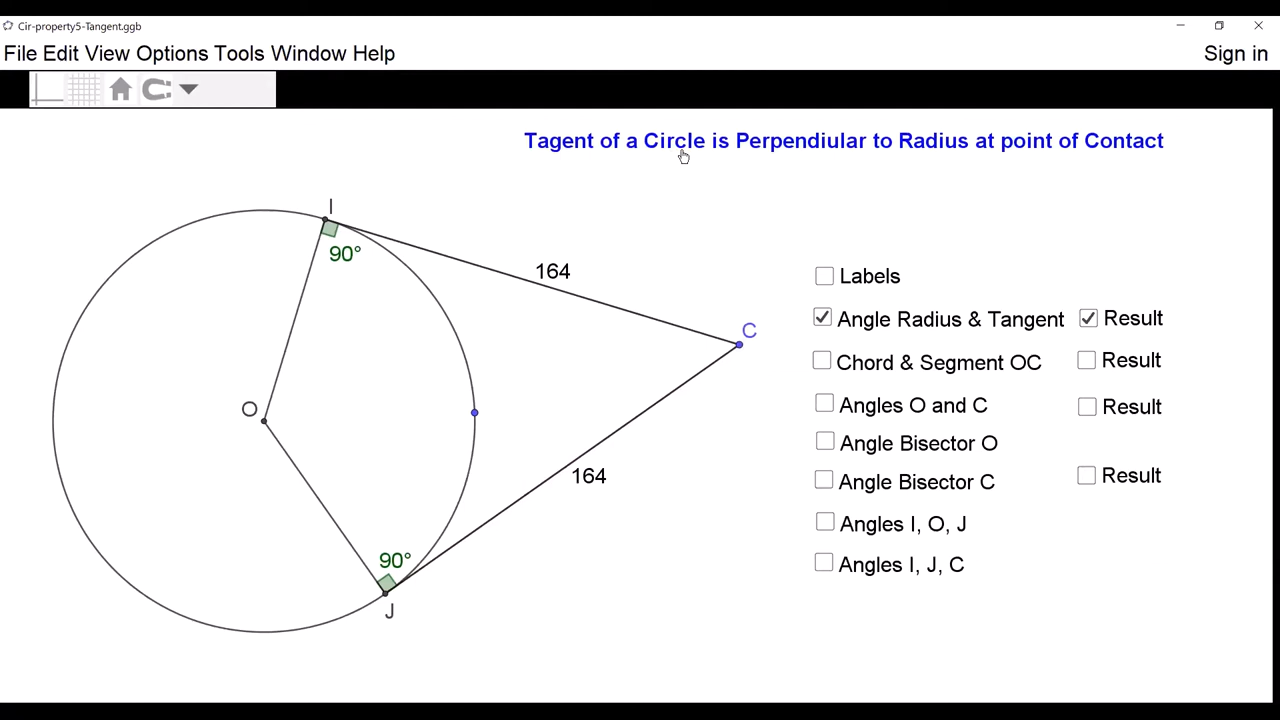 Cir-property5-Tangent.ggb
File Edit View Options Tools Window Help
Sign in
Tagent of a Circle is Perpendiular to Radius at point of Contact
I
90°
164
C
O
164
90°
J
Labels
Angle Radius & Tangent Result
Chord & Segment OC Result
Angles O and C Result
Angle Bisector O
Angle Bisector C Result
Angles I, O, J
Angles I, J, C